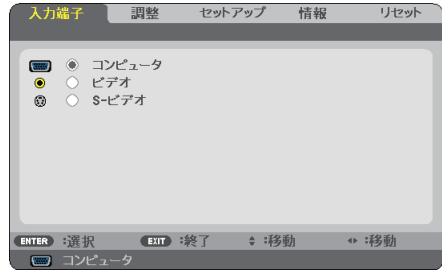 入力端子 調整 セットアップ 情報 リセット
コンピュータ
ビデオ
S-ビデオ
ENTER :選択 EXIT :終了 :移動 :移動
コンピュータ